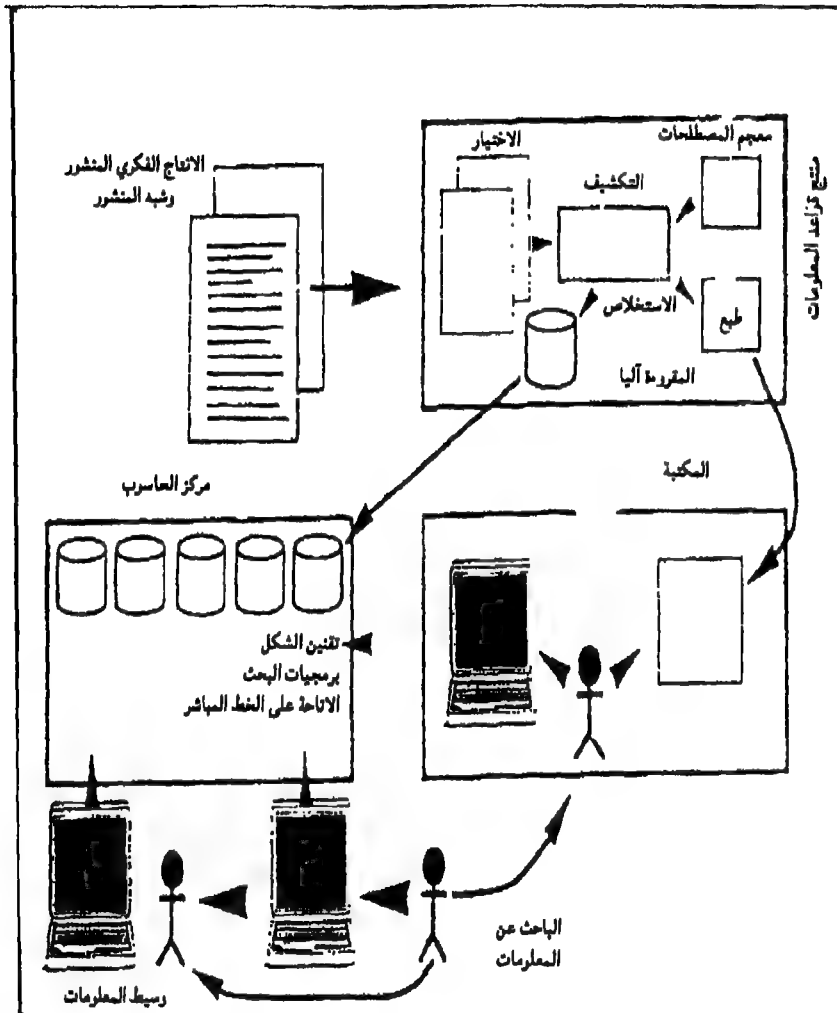 معجم المصطلحات
الاختيار
الانتاج الفكري المنشور
وشبه المنشور
التكشيف
منتج قزاعد المعلومات
الاستخلاص
طبع
المقروءة آليا
المكتبة
مركز الحاسوب
تقنين الشكل
برمجيات البحث
الاتاحة على الخط المباشر
الباحث عن
المعلومات
وسيط المعلومات